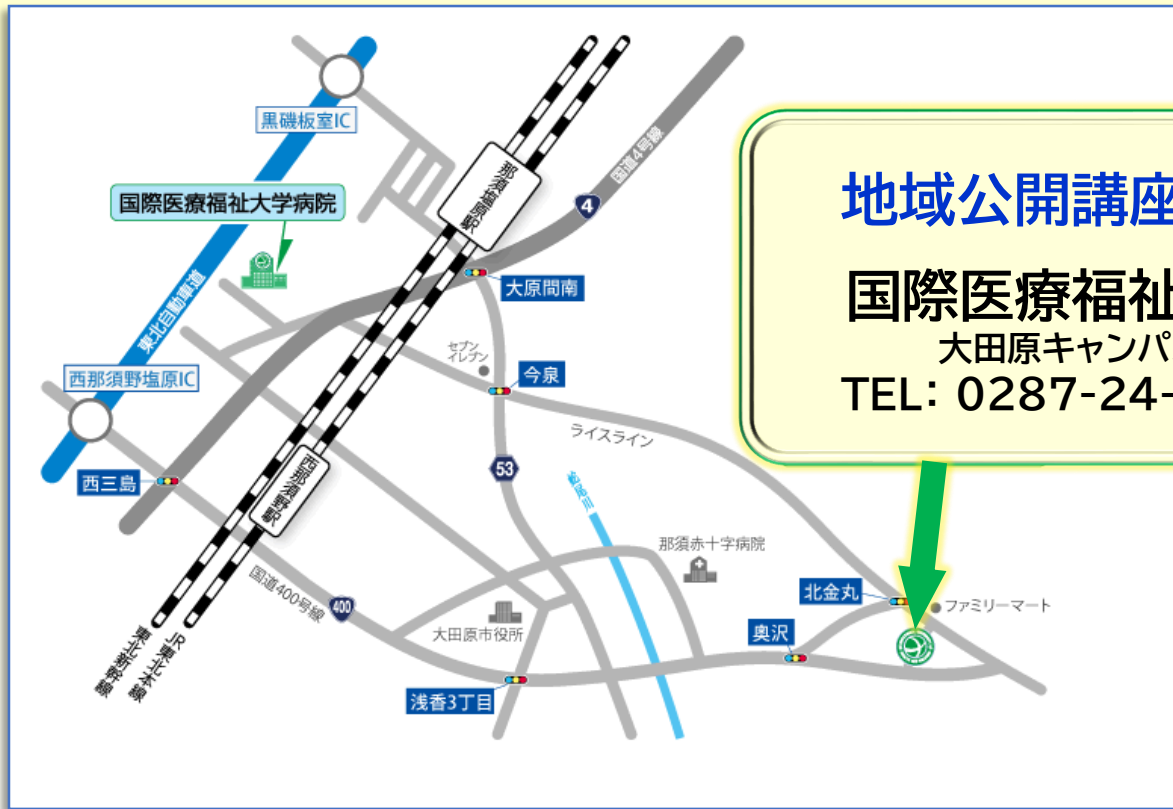 黒磯板室IC
国際医療福祉大学病院
東北自動車道
西那須野塩原IC
西三島
那須塩原駅
国道4号線
4
大原間南
セブン
イレブン
今泉
ライスライン
53
西那須野駅
国道400号線
400
東北新幹線
JR東北本線
大田原市役所
浅香3丁目
蛇尾川
那須赤十字病院
奥沢
北金丸
ファミリーマート
地域公開講座
国際医療福祉
大田原キャンパ
TEL: 0287-24-